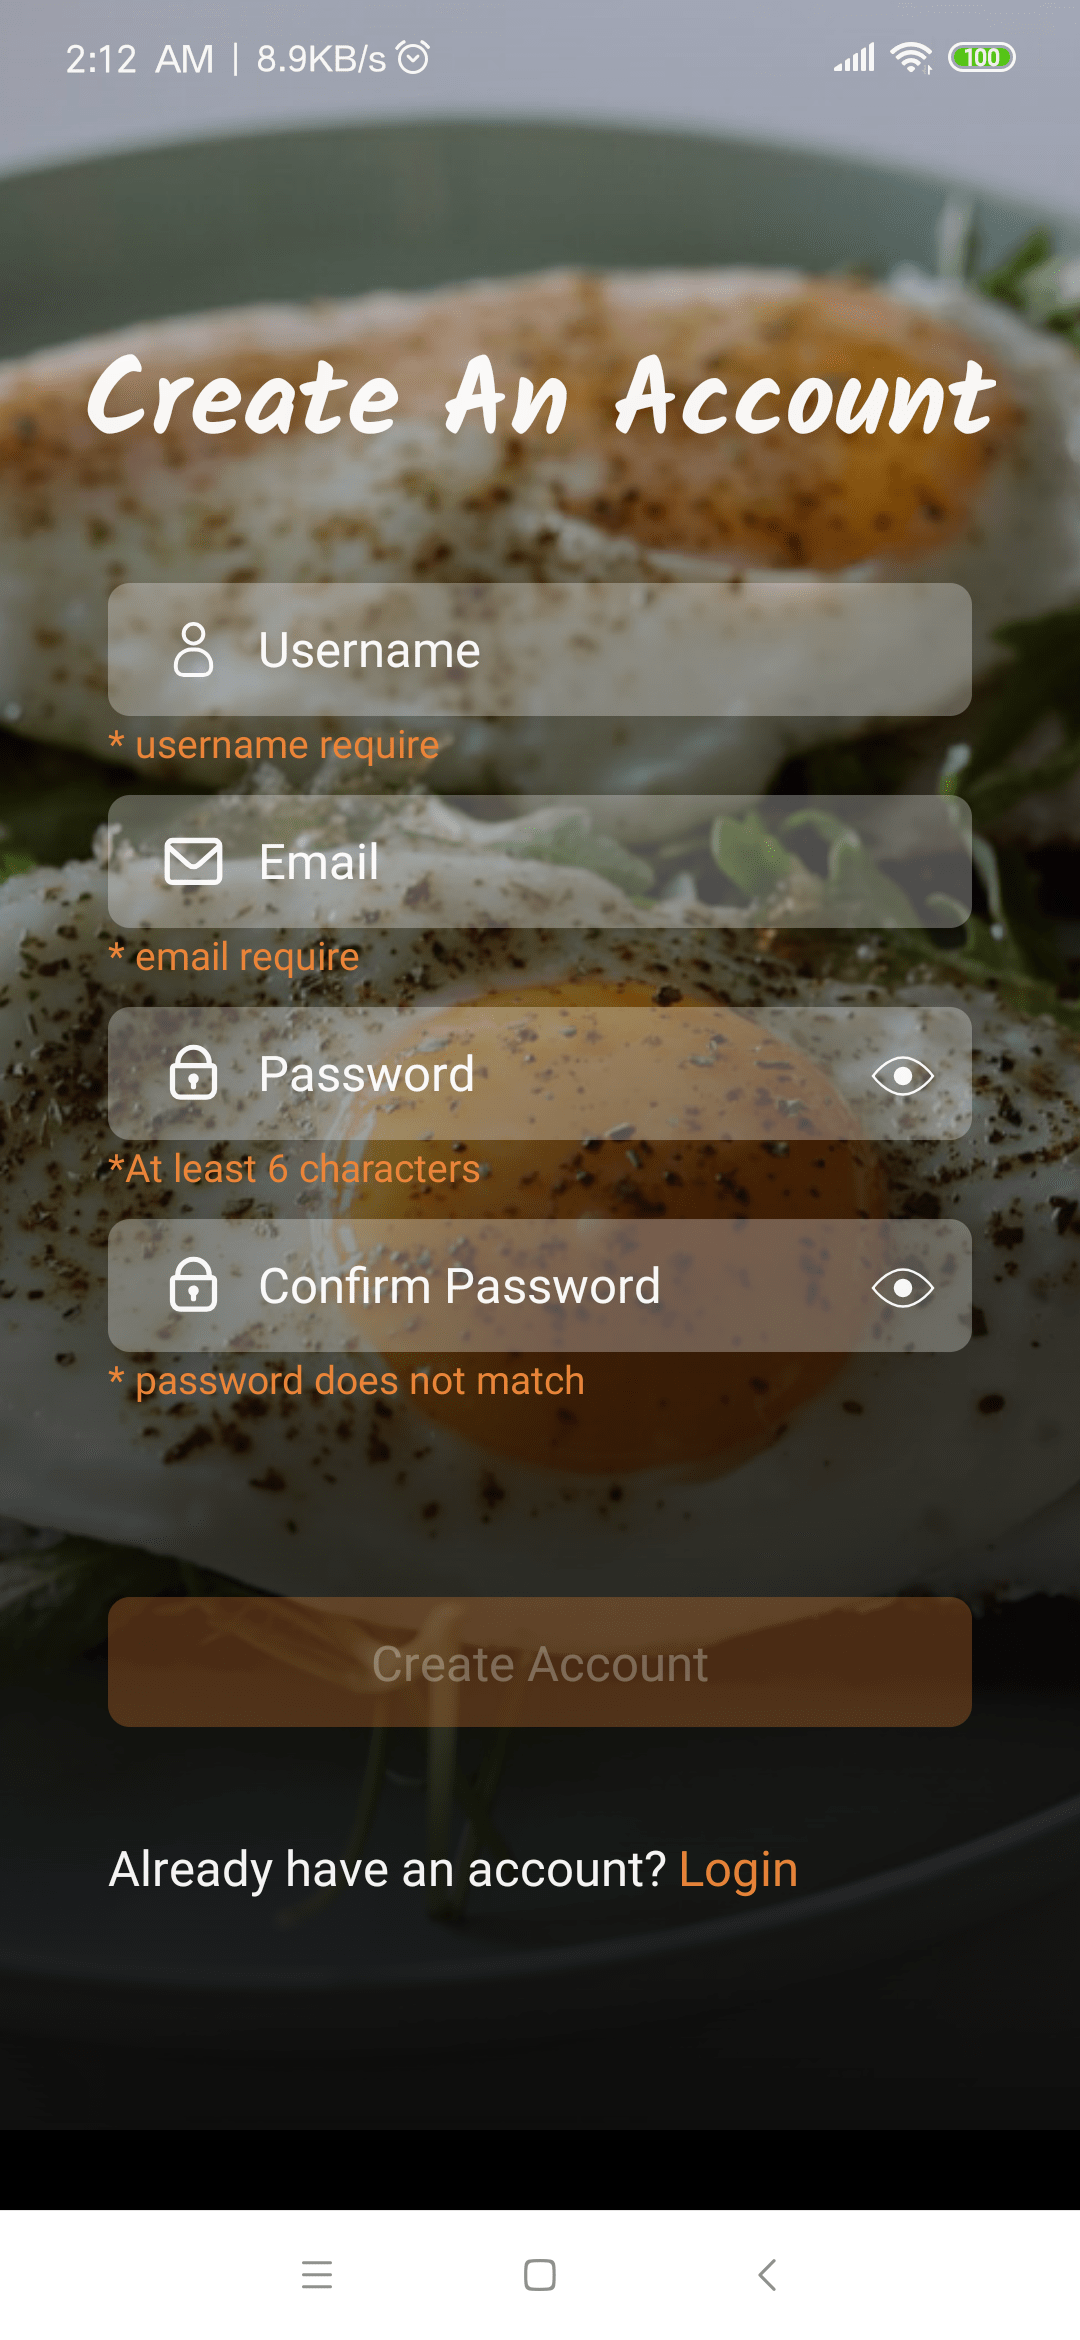 2:12 AM | 8.9KB/s 100
Create An Account
Username
* username require
Email
* email require
Password
*At least 6 characters
Confirm Password
* password does not match
Create Account
Already have an account? Login